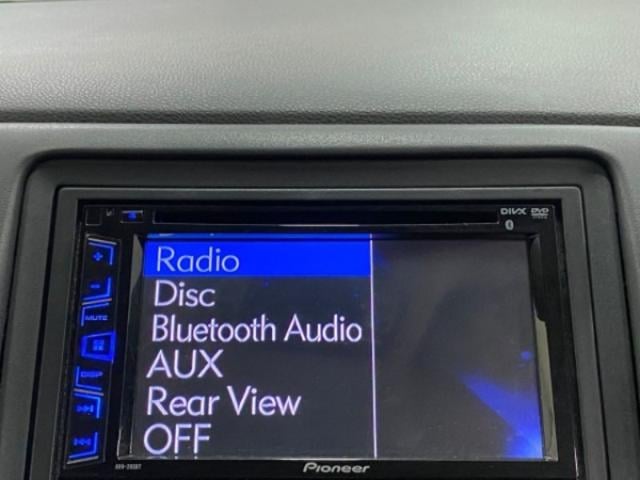 DIVX DVD
Radio
Disc
Bluetooth Audio
AUX
Rear View
OFF
+
-
MUTE
DISP
Pioneer